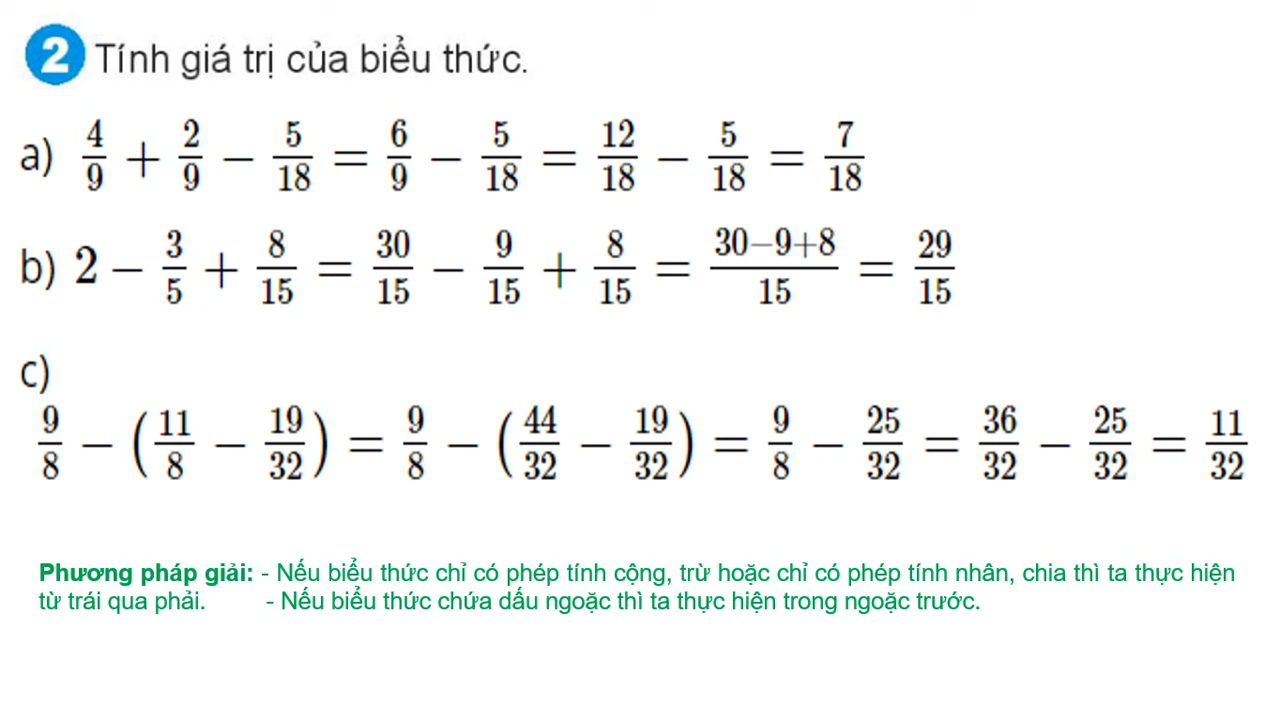 2 Tính giá trị của biểu thức.
a) 4/9 + 2/9 − 5/18 = 6/9 − 5/18 = 12/18 − 5/18 = 7/18
b) 2 − 3/5 + 8/15 = 30/15 − 9/15 + 8/15 = 30−9+8/15 = 29/15
c)
9/8 − (11/8 − 19/32) = 9/8 − (44/32 − 19/32) = 9/8 − 25/32 = 36/32 − 25/32 = 11/32
Phương pháp giải: - Nếu biểu thức chỉ có phép tính cộng, trừ hoặc chỉ có phép tính nhân, chia thì ta thực hiện
từ trái qua phải. - Nếu biểu thức chứa dấu ngoặc thì ta thực hiện trong ngoặc trước.